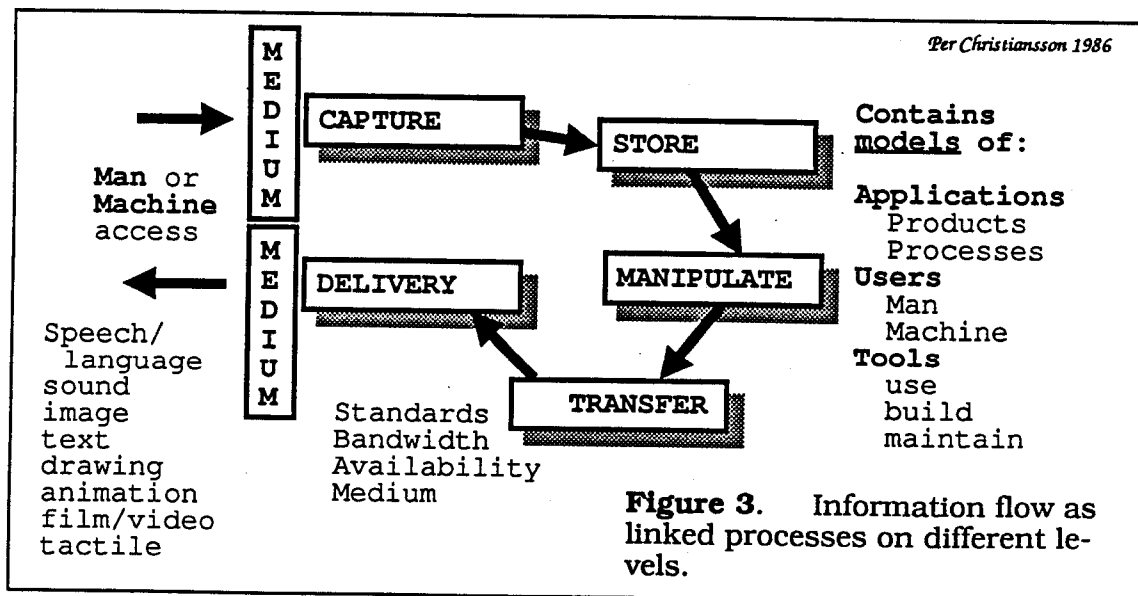 Per Christiansson 1986
MEDIUM
CAPTURE
STORE
Contains
models of:
Man or
Machine
access
Applications
Products
Processes
MEDIUM
DELIVERY
MANIPULATE
Users
Man
Machine
Tools
use
build
maintain
Speech/
language
sound
image
text
drawing
animation
film/video
tactile
TRANSFER
Standards
Bandwidth
Availability
Medium
Figure 3. Information flow as
linked processes on different le-
vels.